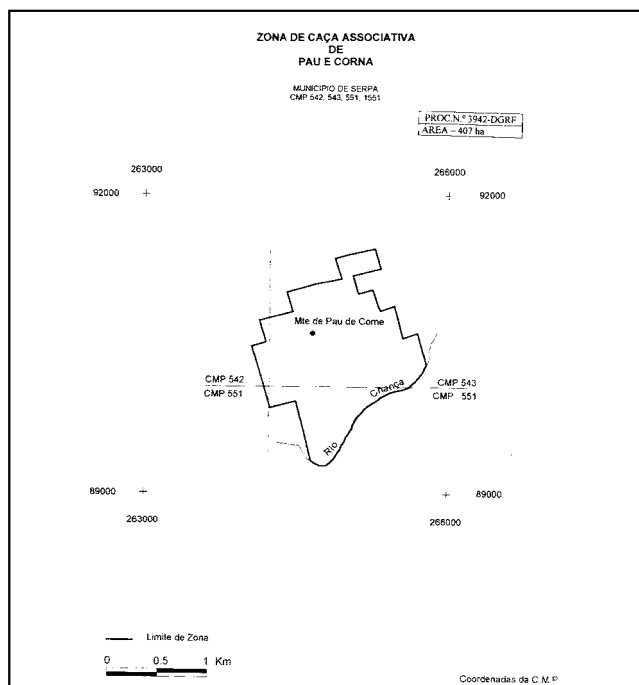 ZONA DE CAÇA ASSOCIATIVA
DE
PAU E CORNA
MUNICIPIO DE SERPA
CMP 542, 543, 551, 1551
PROC.N.º 3942-DGRF
ÁREA – 407 ha
263000
266000
92000
92000
Mte de Pau de Corne
CMP 542
CMP 543
CMP 551
CMP 551
Rio
Chança
89000
89000
263000
266000
Limite de Zona
0 0.5 1 Km
Coordenadas da C.M.P